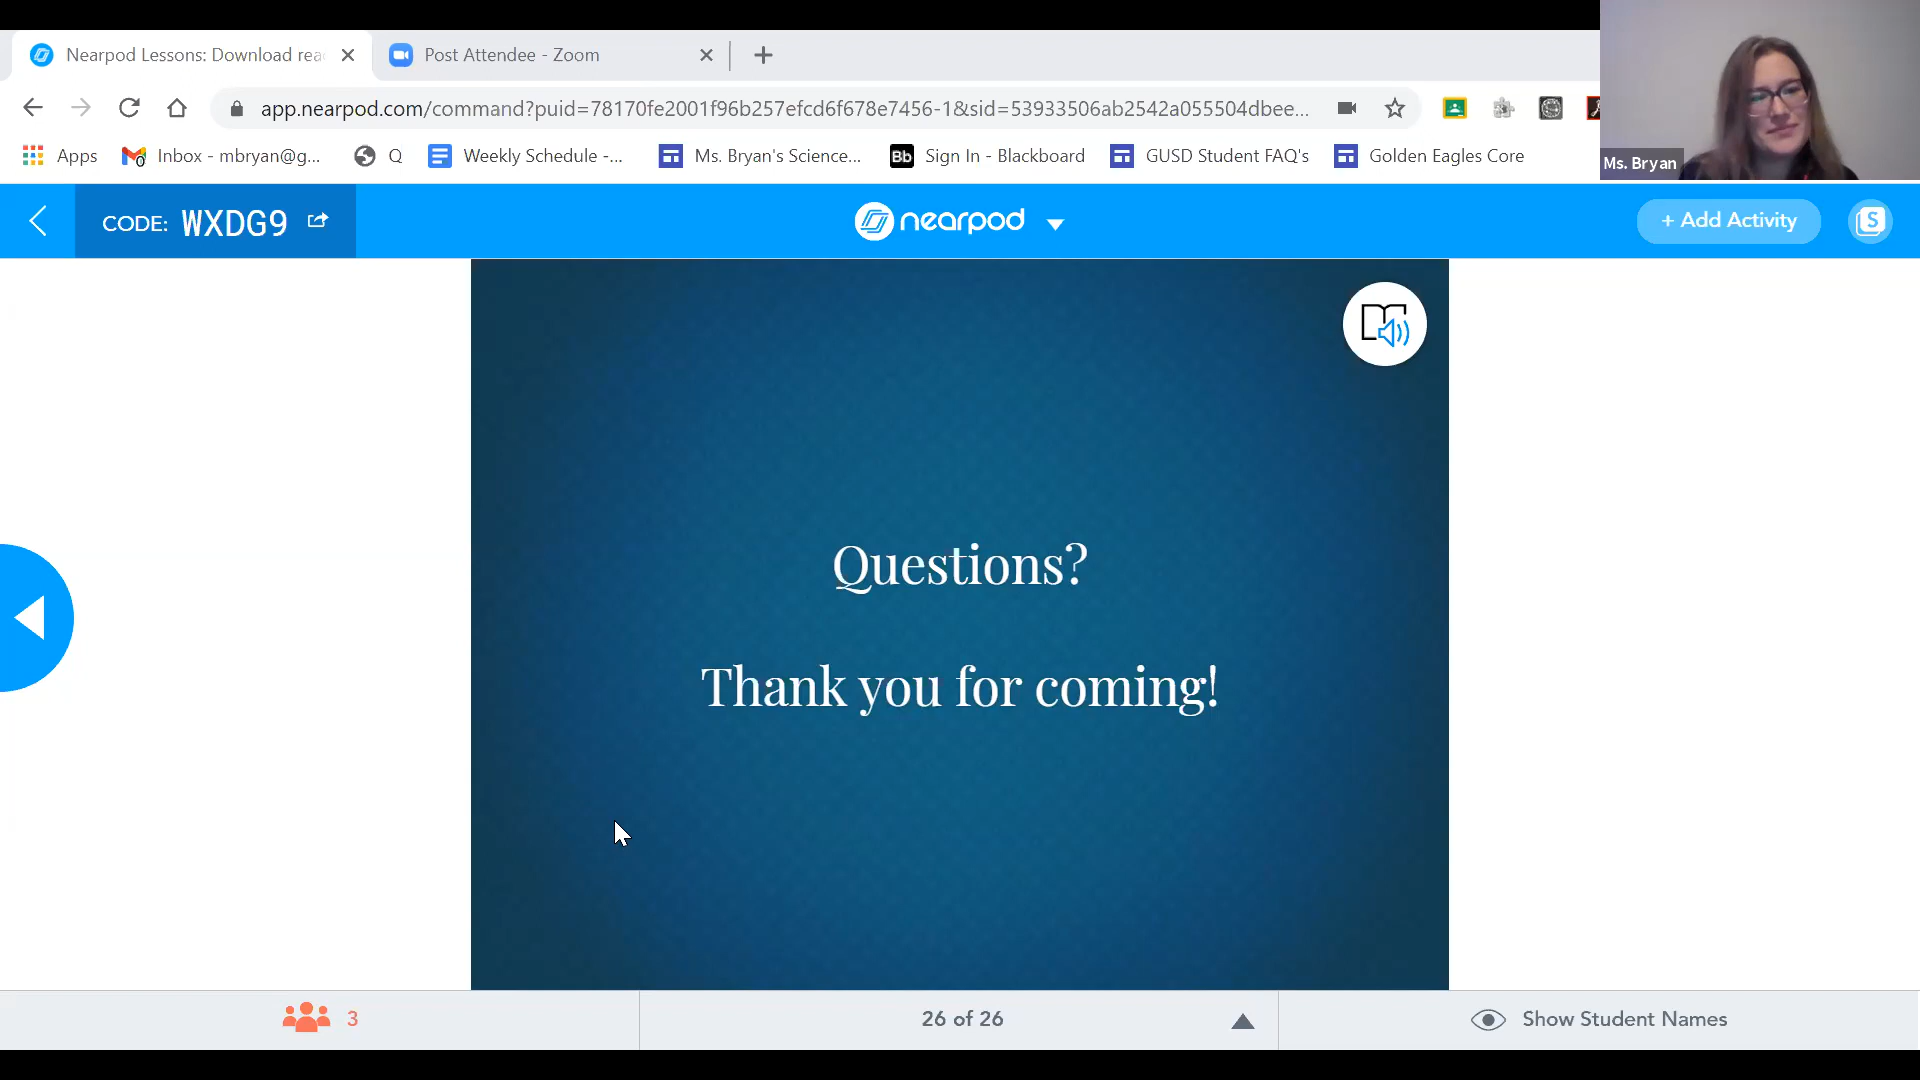 Nearpod Lessons: Download rea
Post Attendee - Zoom
app.nearpod.com/command?puid=78170fe2001f96b257efcd6f678e7456-1&sid=53933506ab2542a055504dbee...
Apps
Inbox - mbryan@g...
Q
Weekly Schedule -...
Ms. Bryan's Science...
Bb
Sign In - Blackboard
GUSD Student FAQ's
Golden Eagles Core
Ms. Bryan
CODE: WXDG9
nearpod
+ Add Activity
S
Questions?
Thank you for coming!
3
26 of 26
Show Student Names